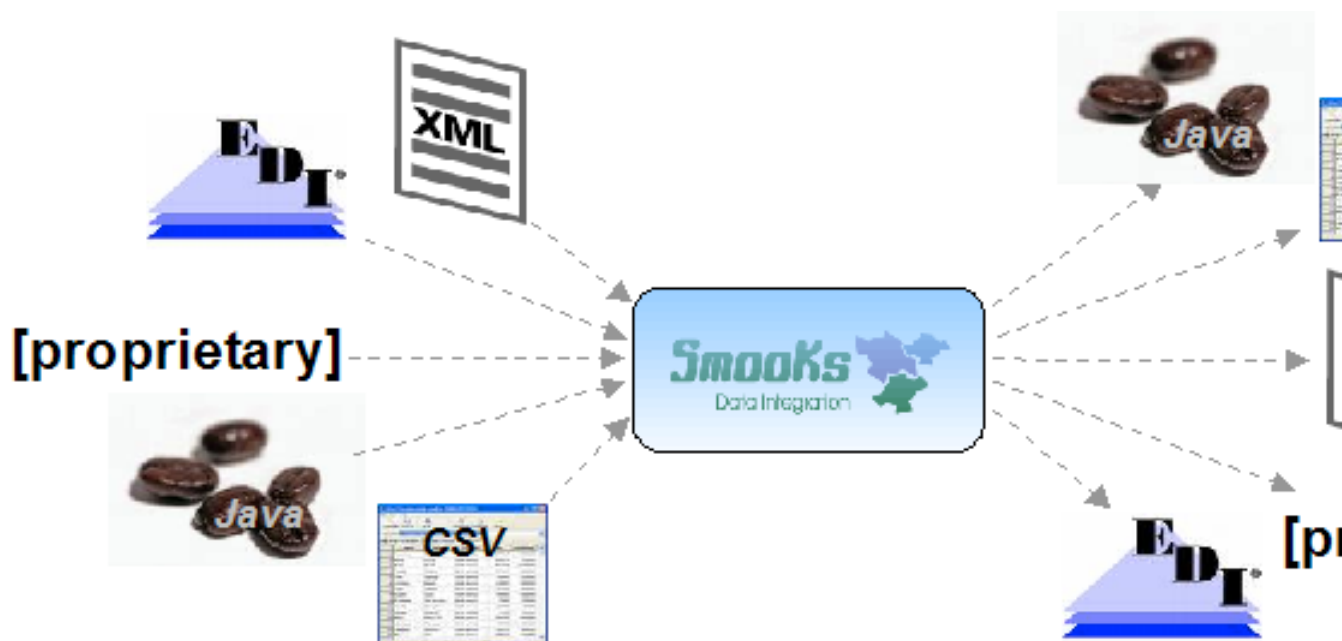 XML
EDI
[proprietary]
Java
CSV
Smooks
Data Integration
Java
[pr
EDI